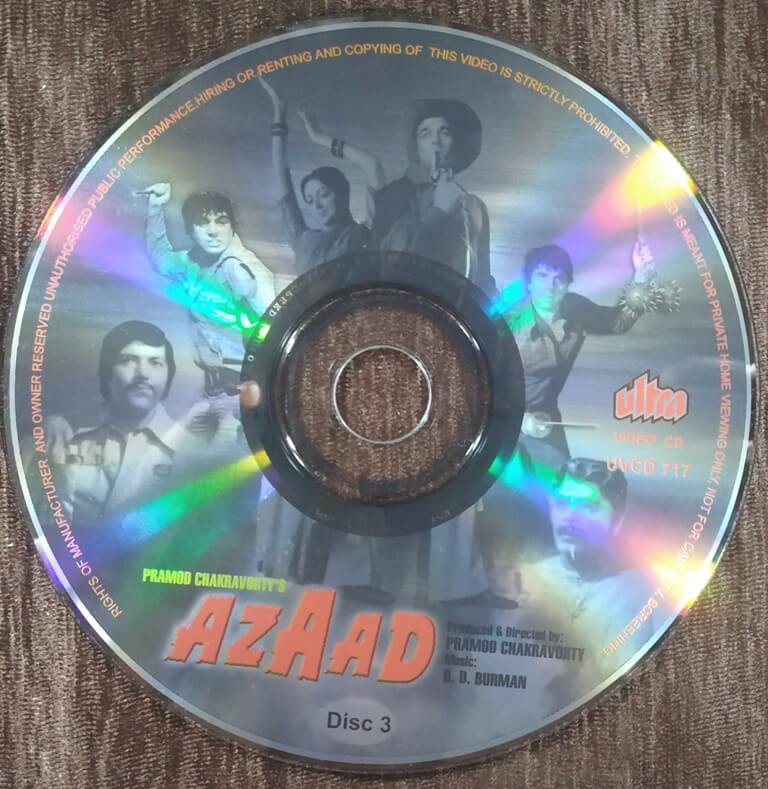 RIGHTS OF MANUFACTURER AND OWNER RESERVED UNAUTHORISED PUBLIC PERFORMANCE, HIRING OR RENTING AND COPYING OF THIS VIDEO IS STRICTLY PROHIBITED. IS MEANT FOR PRIVATE HOME VIEWING ONLY, NOT FOR SCREENING
ultra
VIDEO CD
UVCD 717
PRAMOD CHAKRAVORTY'S
AZAAD
Produced & Directed by:
PRAMOD CHAKRAVORTY
Music:
R. D. BURMAN
Disc 3